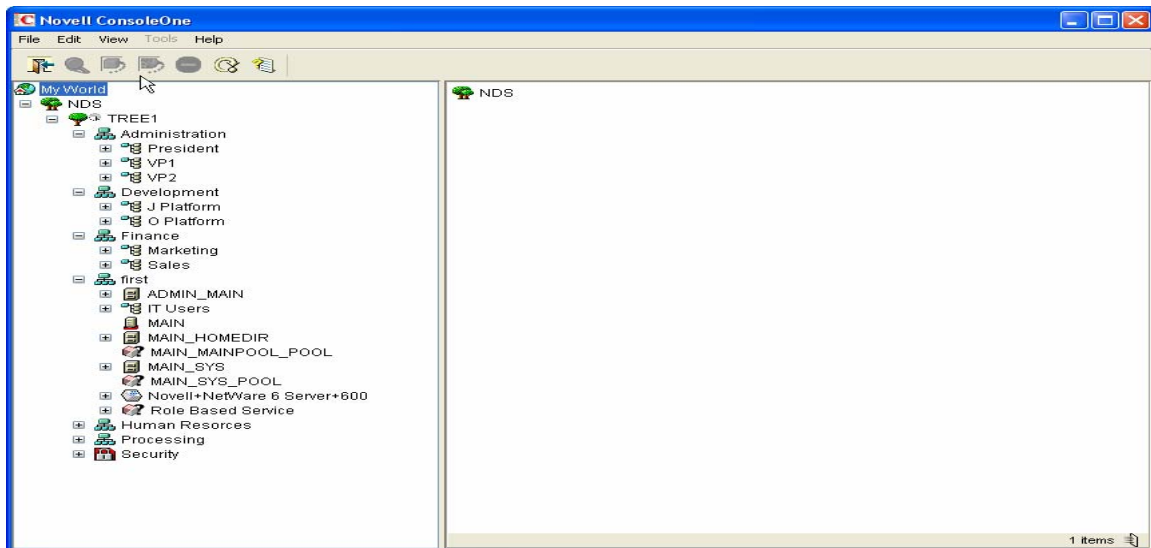 Novell ConsoleOne
File Edit View Tools Help
My World
NDS
TREE1
Administration
President
VP1
VP2
Development
J Platform
O Platform
Finance
Marketing
Sales
first
ADMIN_MAIN
IT Users
MAIN
MAIN_HOMEDIR
MAIN_MAINPOOL_POOL
MAIN_SYS
MAIN_SYS_POOL
Novell+NetWare 6 Server+600
Role Based Service
Human Resorces
Processing
Security
NDS
1 items